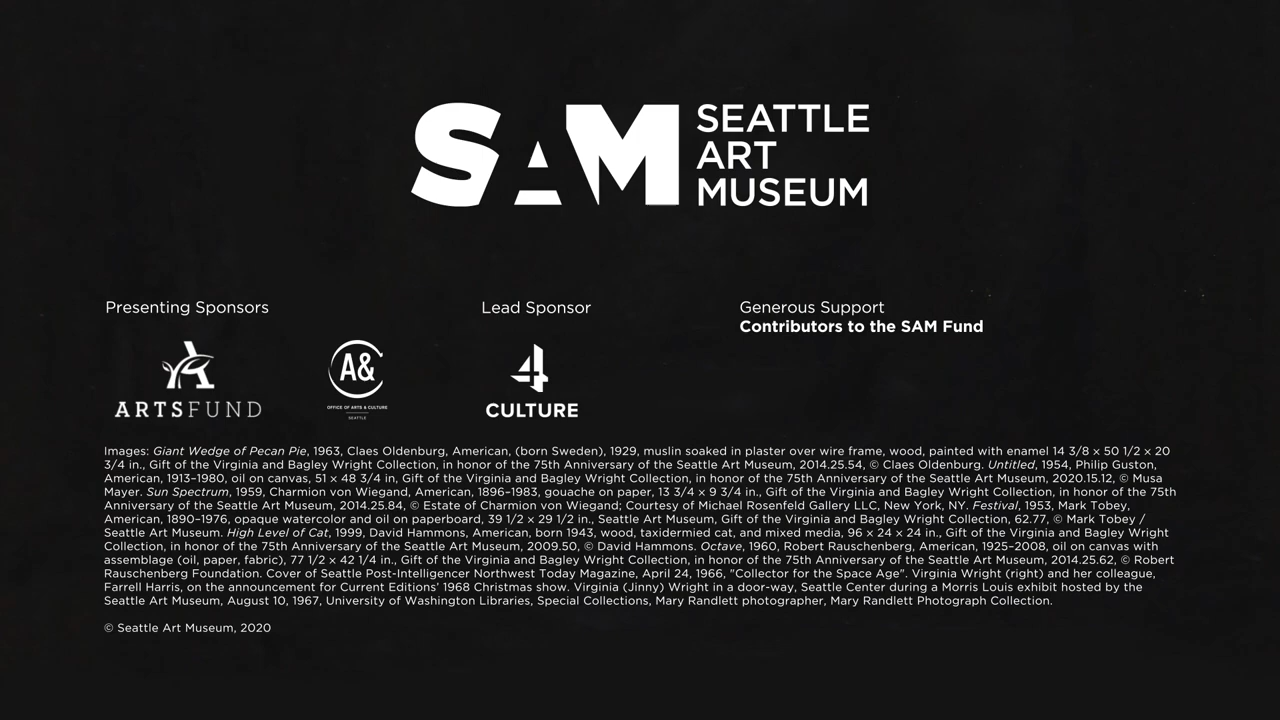 SAM SEATTLE
ART
MUSEUM
Presenting Sponsors
ARTSFUND
A&
OFFICE OF ARTS & CULTURE
SEATTLE
Lead Sponsor
4
CULTURE
Generous Support
Contributors to the SAM Fund
Images: Giant Wedge of Pecan Pie, 1963, Claes Oldenburg, American, (born Sweden), 1929, muslin soaked in plaster over wire frame, wood, painted with enamel 14 3/8 × 50 1/2 × 20
3/4 in., Gift of the Virginia and Bagley Wright Collection, in honor of the 75th Anniversary of the Seattle Art Museum, 2014.25.54, © Claes Oldenburg. Untitled, 1954, Philip Guston,
American, 1913–1980, oil on canvas, 51 × 48 3/4 in, Gift of the Virginia and Bagley Wright Collection, in honor of the 75th Anniversary of the Seattle Art Museum, 2020.15.12, © Musa
Mayer. Sun Spectrum, 1959, Charmion von Wiegand, American, 1896–1983, gouache on paper, 13 3/4 × 9 3/4 in., Gift of the Virginia and Bagley Wright Collection, in honor of the 75th
Anniversary of the Seattle Art Museum, 2014.25.84, © Estate of Charmion von Wiegand; Courtesy of Michael Rosenfeld Gallery LLC, New York, NY. Festival, 1953, Mark Tobey,
American, 1890–1976, opaque watercolor and oil on paperboard, 39 1/2 × 29 1/2 in., Seattle Art Museum, Gift of the Virginia and Bagley Wright Collection, 62.77, © Mark Tobey /
Seattle Art Museum. High Level of Cat, 1999, David Hammons, American, born 1943, wood, taxidermied cat, and mixed media, 96 × 24 × 24 in., Gift of the Virginia and Bagley Wright
Collection, in honor of the 75th Anniversary of the Seattle Art Museum, 2009.50, © David Hammons. Octave, 1960, Robert Rauschenberg, American, 1925–2008, oil on canvas with
assemblage (oil, paper, fabric), 77 1/2 × 42 1/4 in., Gift of the Virginia and Bagley Wright Collection, in honor of the 75th Anniversary of the Seattle Art Museum, 2014.25.62, © Robert
Rauschenberg Foundation. Cover of Seattle Post-Intelligencer Northwest Today Magazine, April 24, 1966, "Collector for the Space Age". Virginia Wright (right) and her colleague,
Farrell Harris, on the announcement for Current Editions' 1968 Christmas show. Virginia (Jinny) Wright in a door-way, Seattle Center during a Morris Louis exhibit hosted by the
Seattle Art Museum, August 10, 1967, University of Washington Libraries, Special Collections, Mary Randlett photographer, Mary Randlett Photograph Collection.
© Seattle Art Museum, 2020